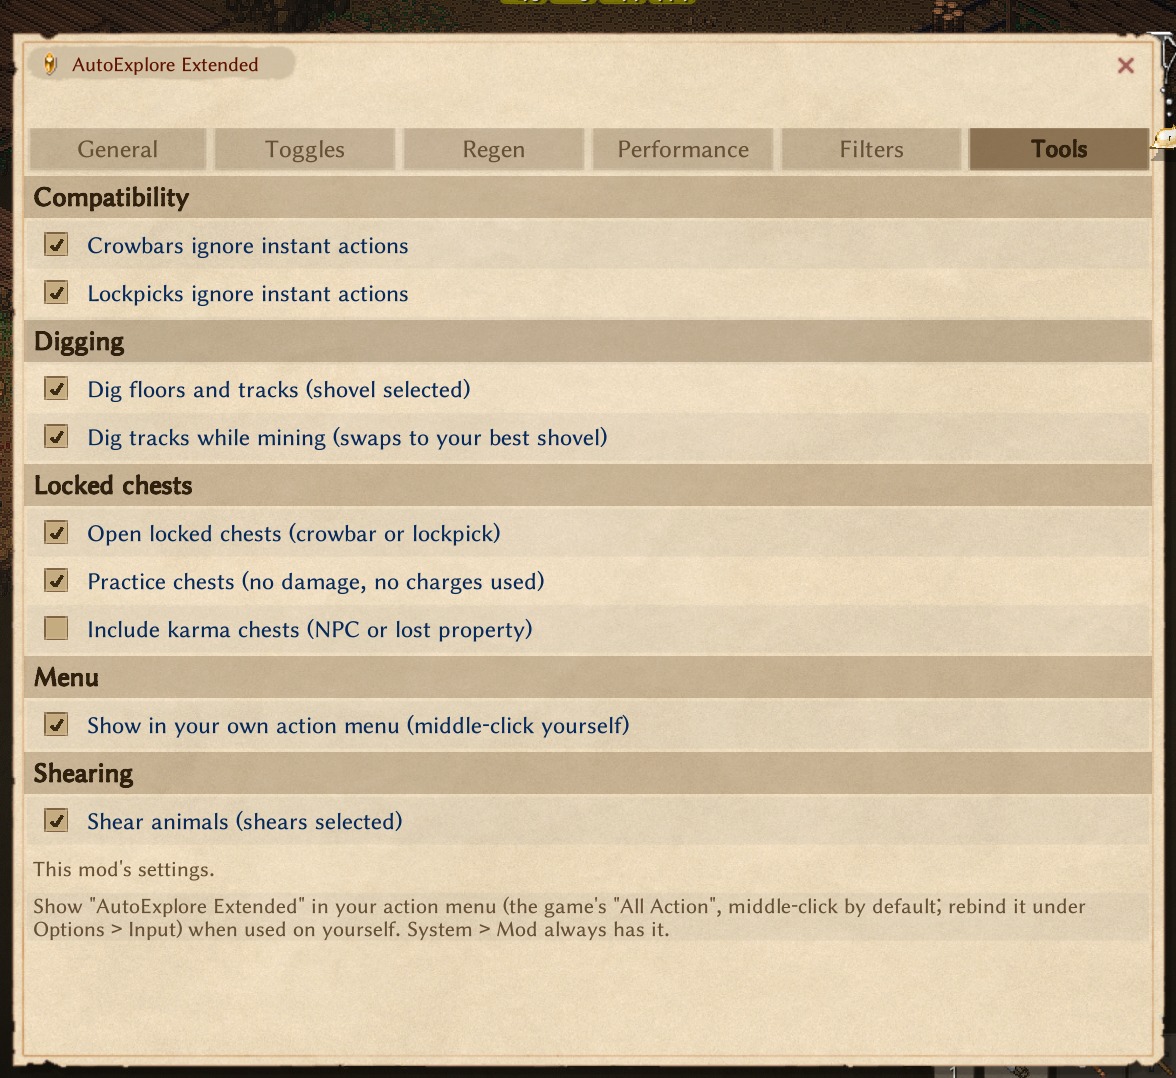 AutoExplore Extended
General
Toggles
Regen
Performance
Filters
Tools
Compatibility
Crowbars ignore instant actions
Lockpicks ignore instant actions
Digging
Dig floors and tracks (shovel selected)
Dig tracks while mining (swaps to your best shovel)
Locked chests
Open locked chests (crowbar or lockpick)
Practice chests (no damage, no charges used)
Include karma chests (NPC or lost property)
Menu
Show in your own action menu (middle-click yourself)
Shearing
Shear animals (shears selected)
This mod's settings.
Show "AutoExplore Extended" in your action menu (the game's "All Action", middle-click by default; rebind it under
Options > Input) when used on yourself. System > Mod always has it.
1